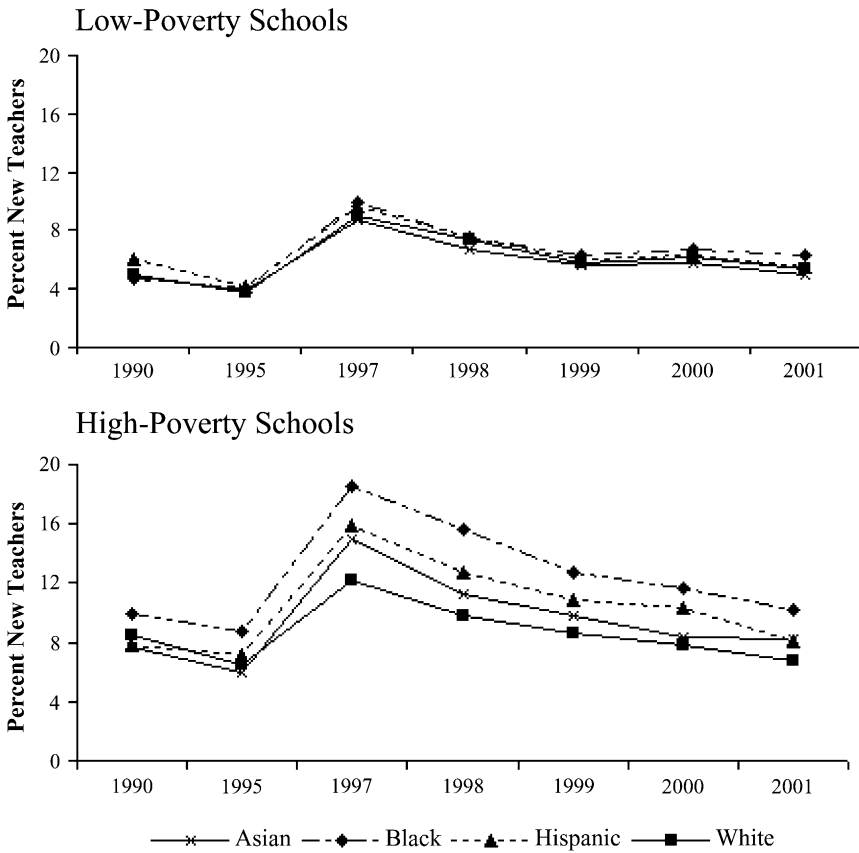 Low-Poverty Schools
Percent New Teachers
20
16
12
8
4
0
1990 1995 1997 1998 1999 2000 2001
High-Poverty Schools
Percent New Teachers
20
16
12
8
4
0
1990 1995 1997 1998 1999 2000 2001
Asian Black Hispanic White